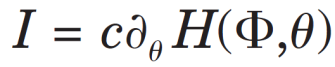 I = c∂_θ H(Φ,θ)